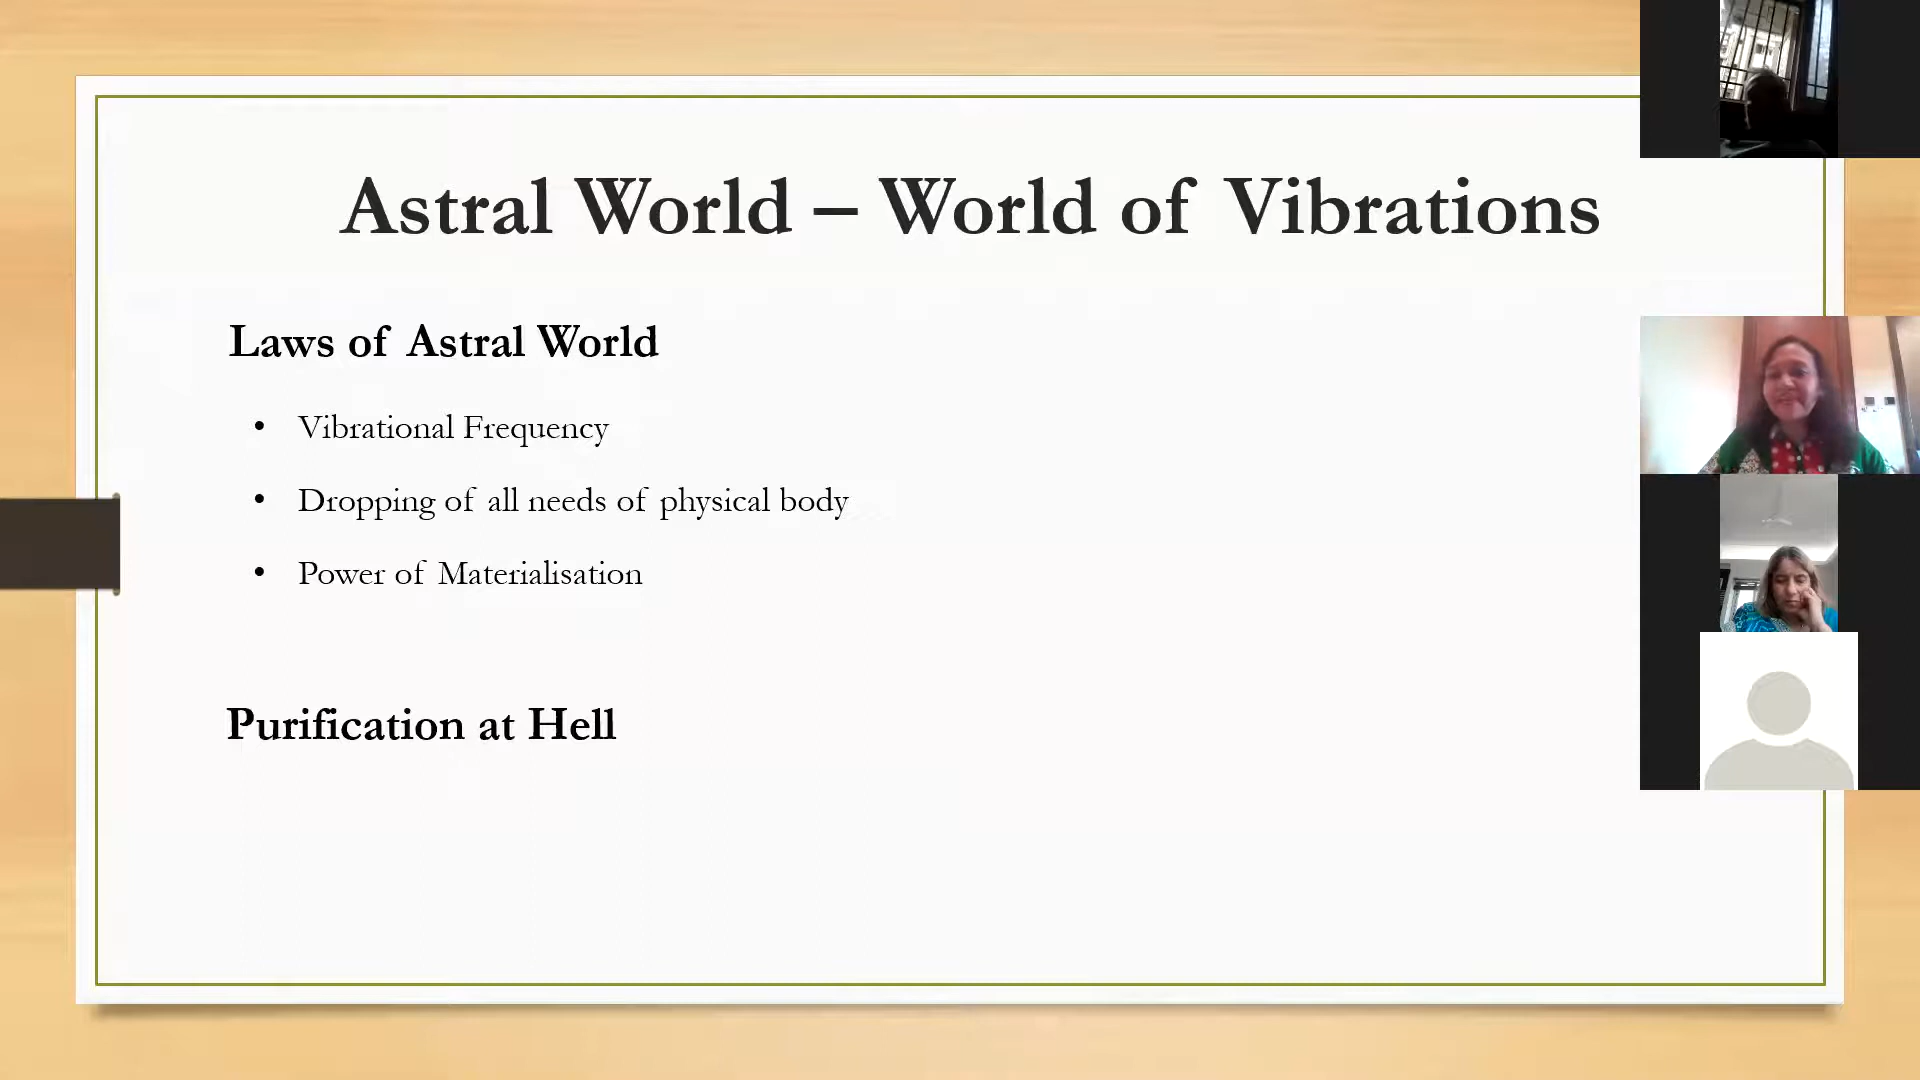 Astral World – World of Vibrations
Laws of Astral World
• Vibrational Frequency
• Dropping of all needs of physical body
• Power of Materialisation
Purification at Hell